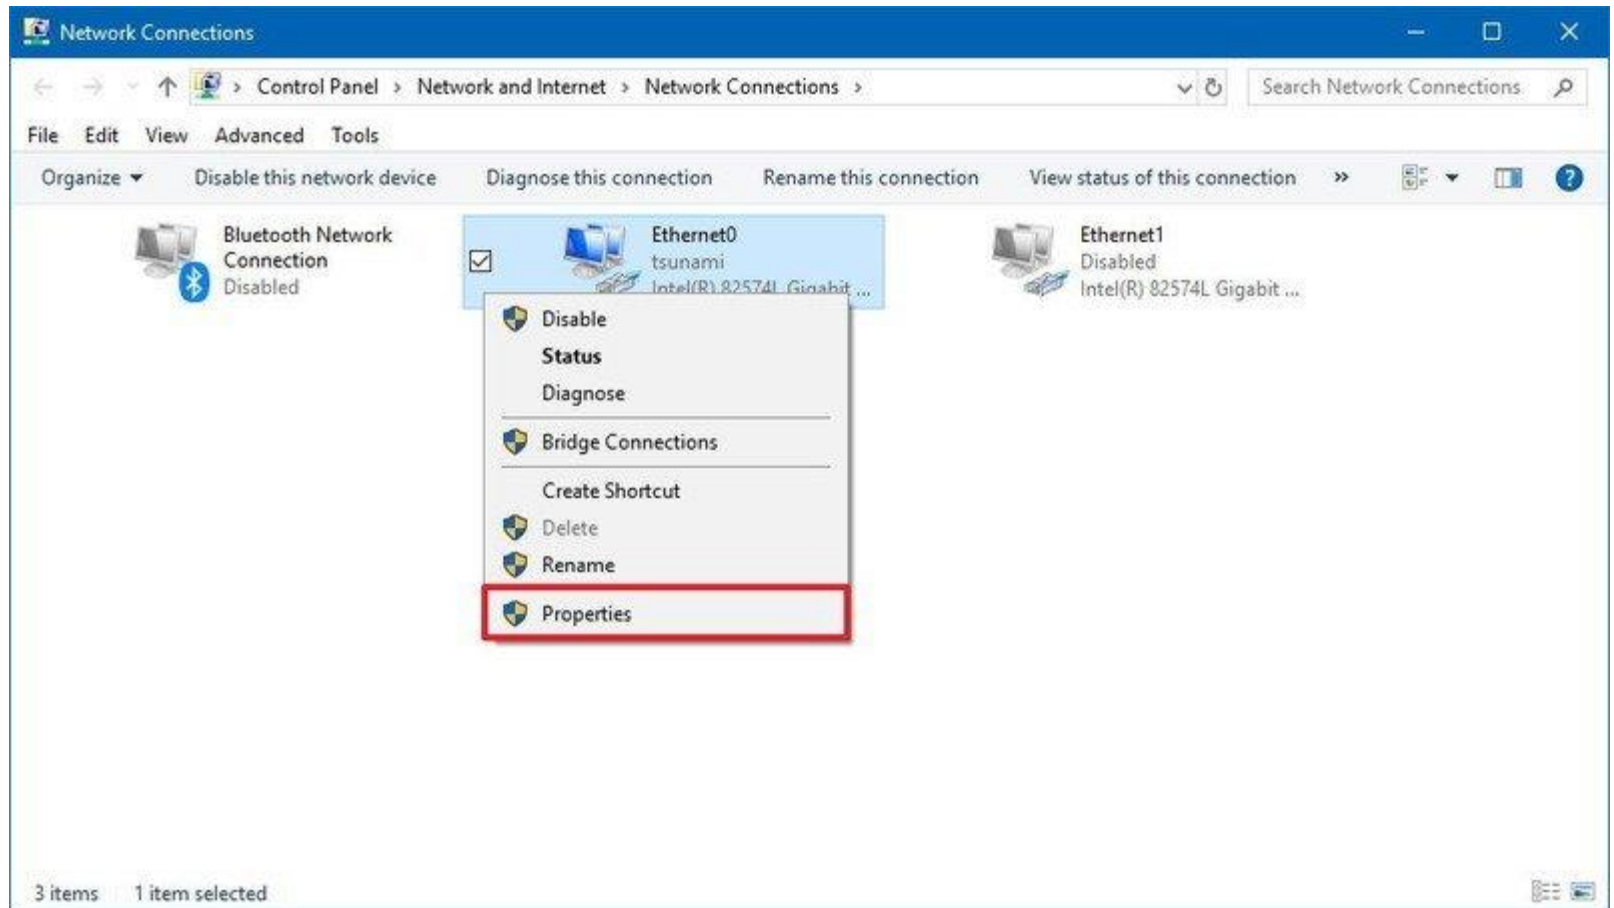 Network Connections
Control Panel > Network and Internet > Network Connections >
Search Network Connections
File Edit View Advanced Tools
Organize Disable this network device Diagnose this connection Rename this connection View status of this connection »
Bluetooth Network
Connection
Disabled
Ethernet0
tsunami
Intel(R) 82574L Gigabit ...
Ethernet1
Disabled
Intel(R) 82574L Gigabit ...
Disable
Status
Diagnose
Bridge Connections
Create Shortcut
Delete
Rename
Properties
3 items 1 item selected